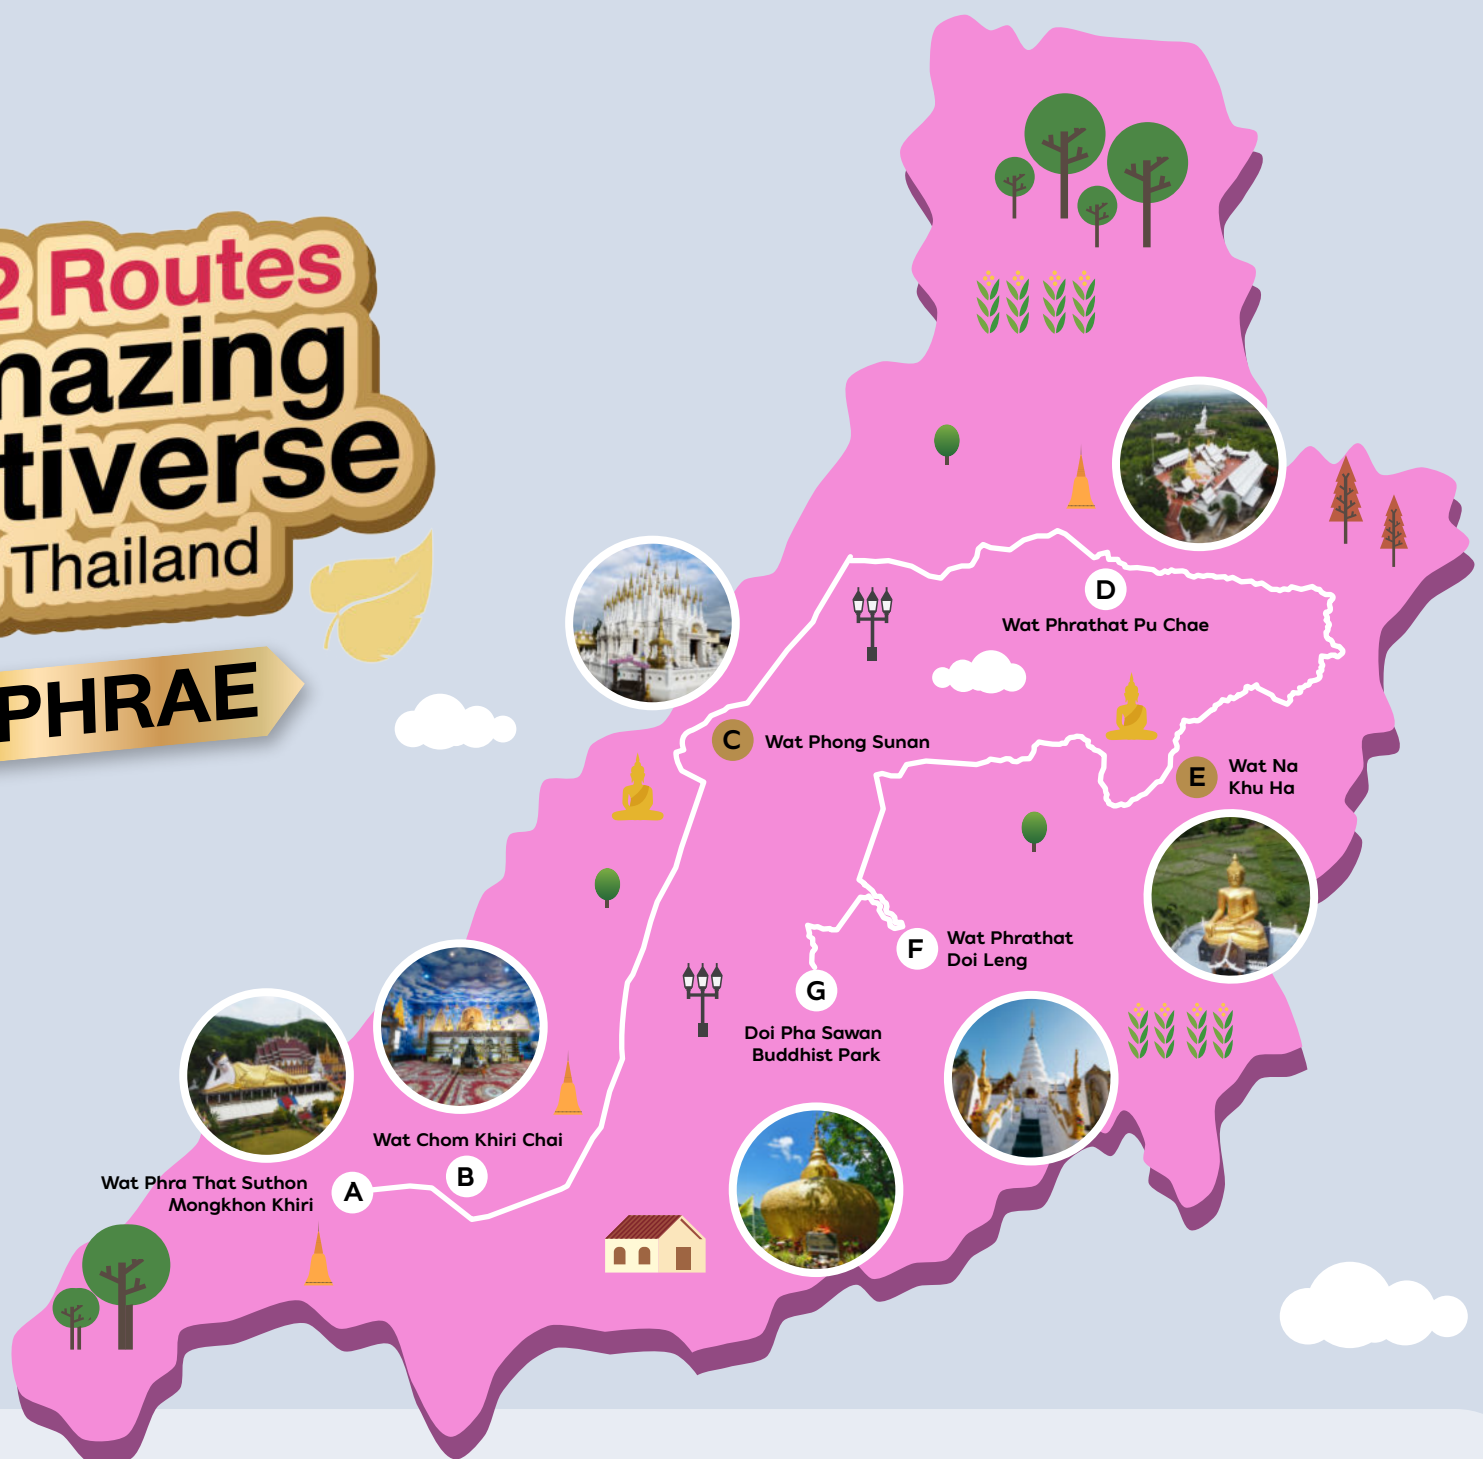 2 Routes
mazing
tiverse
Thailand
PHRAE
D
Wat Phrathat Pu Chae
C
Wat Phong Sunan
E
Wat Na
Khu Ha
F
Wat Phrathat
Doi Leng
G
Doi Pha Sawan
Buddhist Park
Wat Chom Khiri Chai
B
Wat Phra That Suthon
Mongkhon Khiri
A